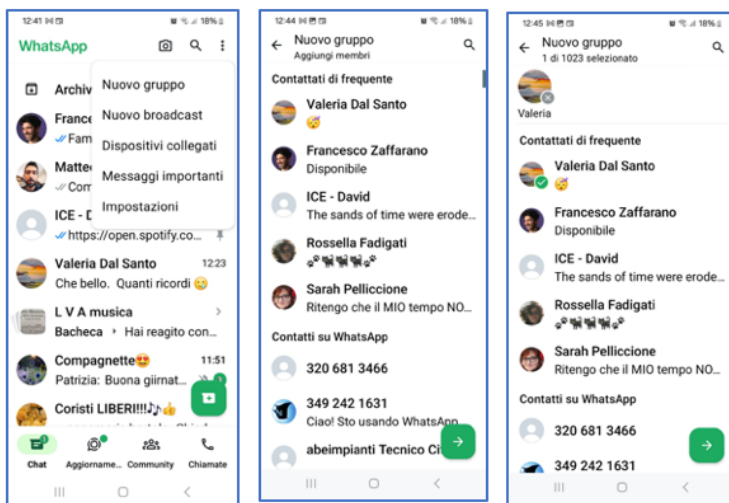 12:41
18%
WhatsApp
Archiv
Nuovo gruppo
Nuovo broadcast
Dispositivi collegati
Messaggi importanti
Impostazioni
France
Fam
Matte
Com
ICE - D
https://open.spotify.co...
Valeria Dal Santo 12:23
Che bello. Quanti ricordi 😢
L V A musica
Bacheca Hai reagito con...
Compagnette😍 11:51
Patrizia: Buona giirnat...
Coristi LIBERI!!!🎶👍
Chat Aggiorname... Community Chiamate
12:44
18%
Nuovo gruppo
Aggiungi membri
Contattati di frequente
Valeria Dal Santo
😴
Francesco Zaffarano
Disponibile
ICE - David
The sands of time were erode...
Rossella Fadigati
🐾🐈‍⬛🐈‍⬛🐈‍⬛🐾
Sarah Pelliccione
Ritengo che il MIO tempo NO...
Contatti su WhatsApp
320 681 3466
349 242 1631
Ciao! Sto usando WhatsApp
abeimpianti Tecnico
12:45
18%
Nuovo gruppo
1 di 1023 selezionato
Valeria
Contattati di frequente
Valeria Dal Santo
😴
Francesco Zaffarano
Disponibile
ICE - David
The sands of time were erode...
Rossella Fadigati
🐾🐈‍⬛🐈‍⬛🐈‍⬛🐾
Sarah Pelliccione
Ritengo che il MIO tempo NO...
Contatti su WhatsApp
320 681 3466
349 242 1631